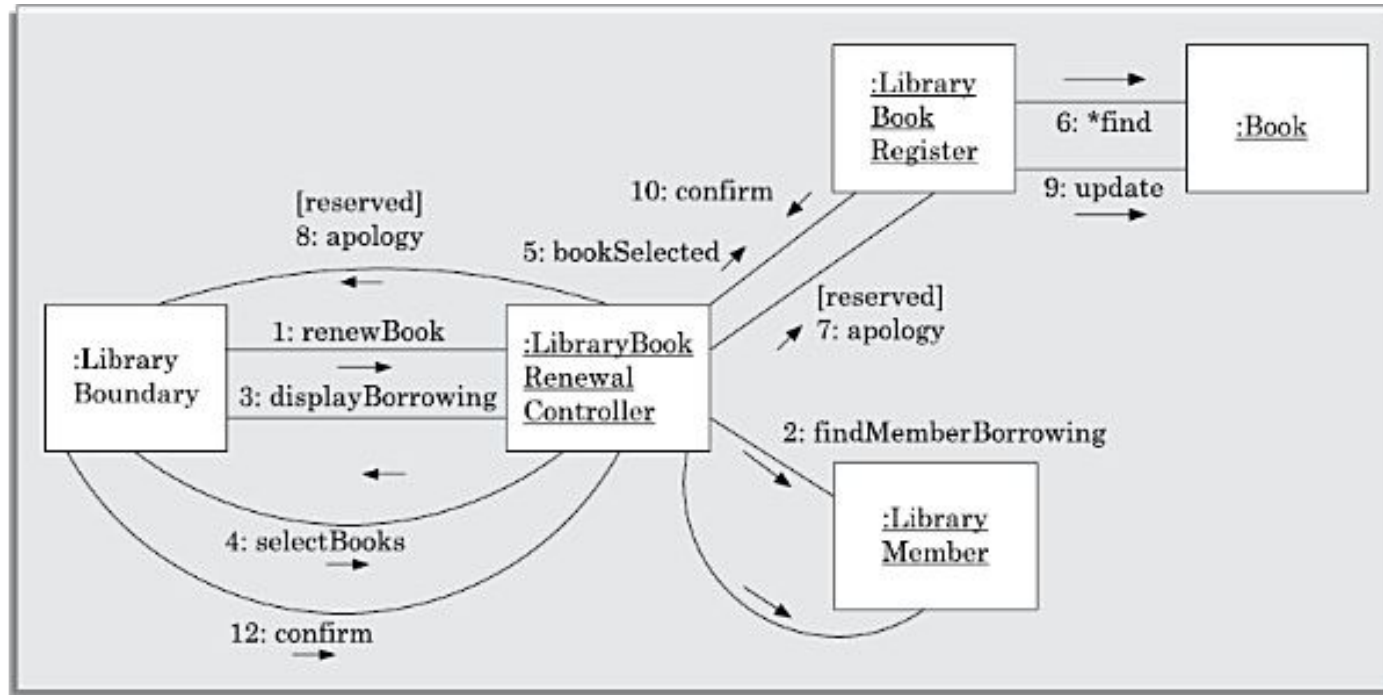 :Library
Book
Register
6: *find
:Book
9: update
10: confirm
[reserved]
8: apology
5: bookSelected
[reserved]
7: apology
:Library
Boundary
1: renewBook
3: displayBorrowing
:LibraryBook
Renewal
Controller
2: findMemberBorrowing
4: selectBooks
:Library
Member
12: confirm